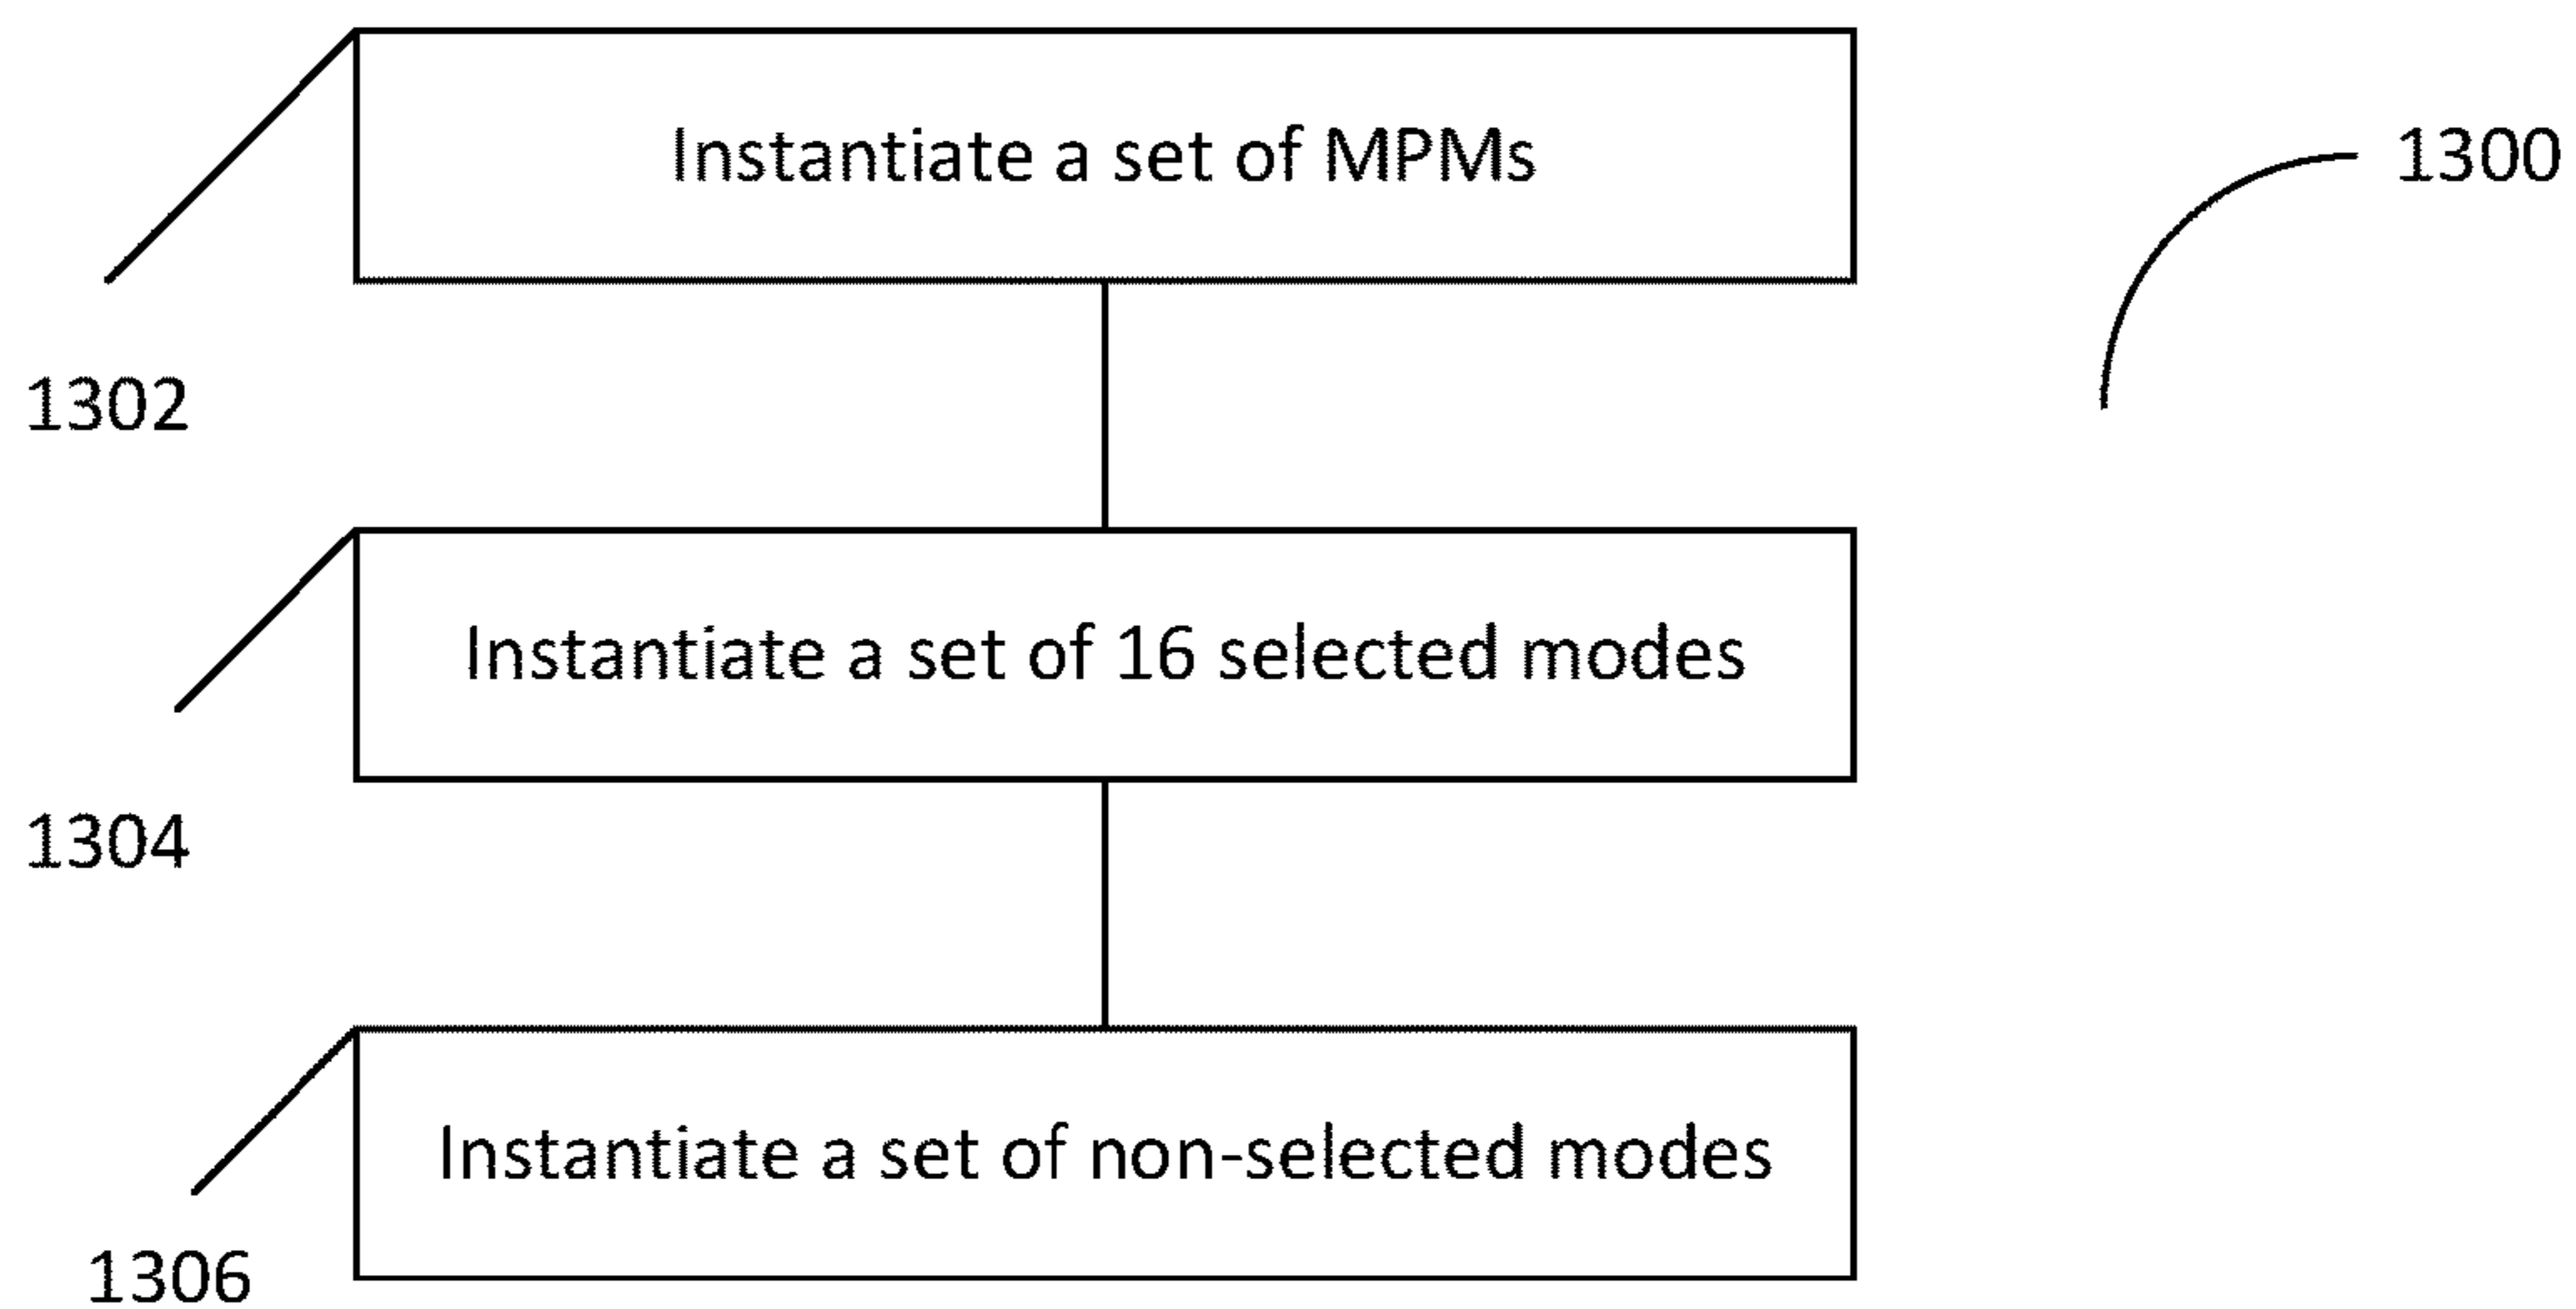 Instantiate a set of MPMs
1300
1302
Instantiate a set of 16 selected modes
1304
Instantiate a set of non-selected modes
1306